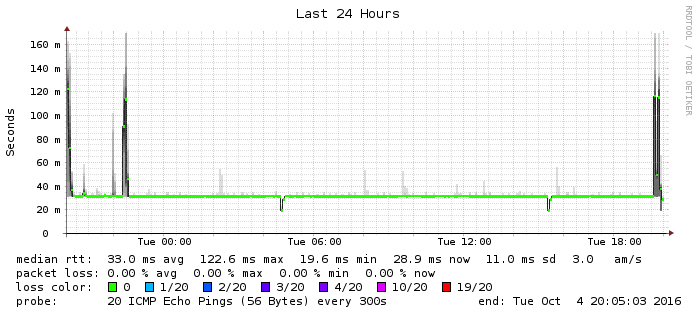 Last 24 Hours
RRDTOOL / TOBI OETIKER
Seconds
160 m
140 m
120 m
100 m
80 m
60 m
40 m
20 m
0
Tue 00:00 Tue 06:00 Tue 12:00 Tue 18:00
median rtt: 33.0 ms avg 122.6 ms max 19.6 ms min 28.9 ms now 11.0 ms sd 3.0 am/s
packet loss: 0.00 % avg 0.00 % max 0.00 % min 0.00 % now
loss color: 0 1/20 2/20 3/20 4/20 10/20 19/20
probe: 20 ICMP Echo Pings (56 Bytes) every 300s end: Tue Oct 4 20:05:03 2016